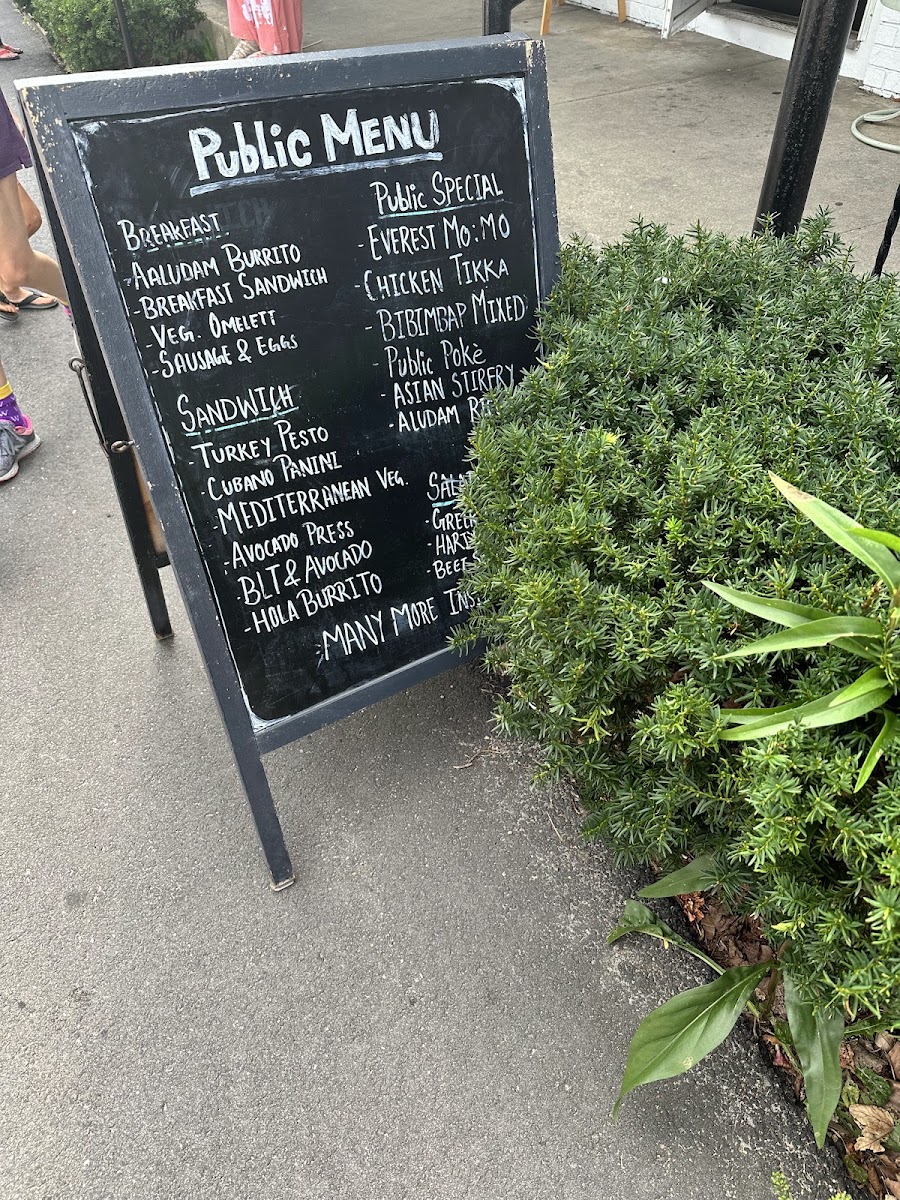 Public MENU
BREAKFAST
- AALUDAM BURRITO
- BREAKFAST SANDWICH
- VEG. OMELETT
- SAUSAGE & EGGS
SANDWICH
- TURKEY PESTO
- CUBANO PANINI
- MEDITERRANEAN VEG.
- AVOCADO PRESS
- BLT & AVOCADO
- HOLA BURRITO
Public SPECIAL
- EVEREST MO:MO
- CHICKEN TIKKA
- BIBIMBAP MIXED
- Public POKÈ
- ASIAN STIRFRY
- ALUDAM
- BEET
MANY MORE